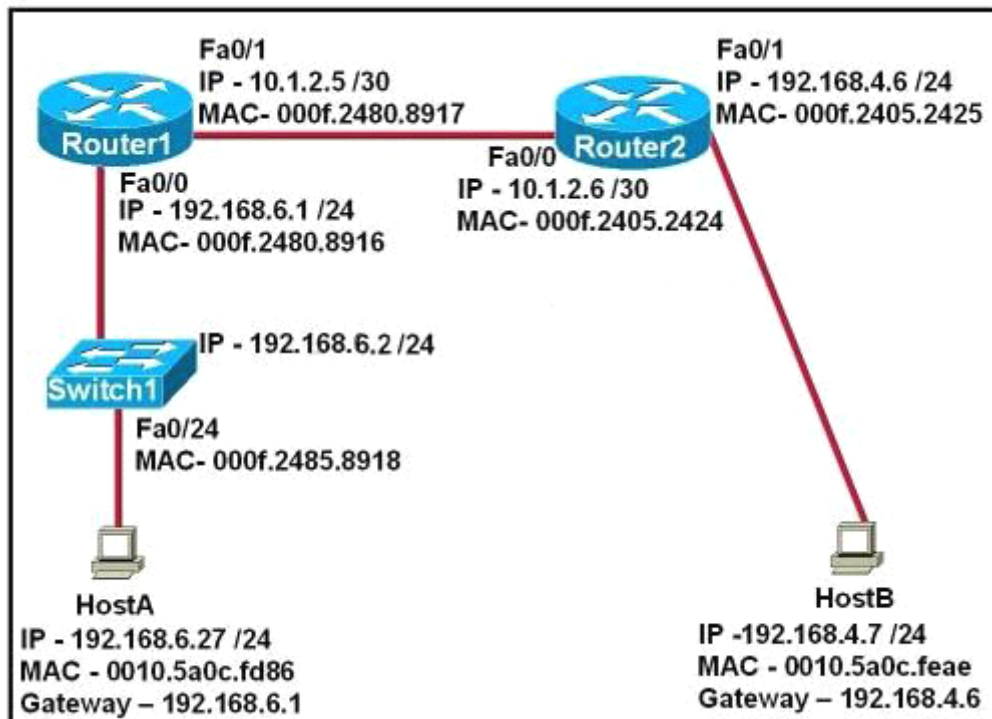 Fa0/1
IP - 10.1.2.5 /30
MAC- 000f.2480.8917
Router1
Fa0/0
IP - 192.168.6.1 /24
MAC- 000f.2480.8916
Fa0/1
IP - 192.168.4.6 /24
MAC- 000f.2405.2425
Router2
Fa0/0
IP - 10.1.2.6 /30
MAC- 000f.2405.2424
IP - 192.168.6.2 /24
Switch1
Fa0/24
MAC- 000f.2485.8918
HostA
IP - 192.168.6.27 /24
MAC - 0010.5a0c.fd86
Gateway – 192.168.6.1
HostB
IP -192.168.4.7 /24
MAC - 0010.5a0c.feae
Gateway – 192.168.4.6